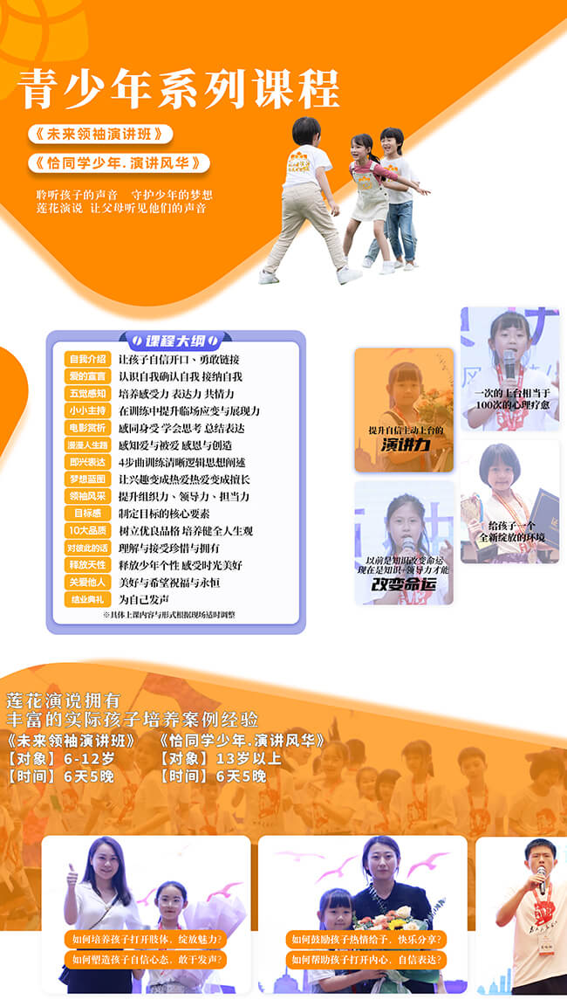 青少年系列课程
《未来领袖演讲班》
《恰同学少年.演讲风华》
聆听孩子的声音 守护少年的梦想
莲花演说 让父母听见他们的声音
课程大纲
自我介绍 让孩子自信开口、勇敢链接
爱的宣言 认识自我确认自我 接纳自我
五觉感知 培养感受力 表达力 共情力
小小主持 在训练中提升临场应变与展现力
电影赏析 感同身受 学会思考 总结表达
漫漫人生路 感知爱与被爱 感恩与创造
即兴表达 4步曲训练清晰逻辑思想阐述
梦想蓝图 让兴趣变成热爱热爱变成擅长
领袖风采 提升组织力、领导力、担当力
目标感 制定目标的核心要素
10大品质 树立优良品格 培养健全人生观
对彼此的话 理解与接受珍惜与拥有
释放天性 释放少年个性 感受时光美好
关爱他人 美好与希望祝福与永恒
结业典礼 为自己发声
※具体上课内容与形式根据现场适时调整
提升自信主动上台的
演讲力
一次的上台相当于
100次的心理疗愈
以前是知识改变命运
现在是知识+领导力才能
改变命运
给孩子一个
全新绽放的环境
莲花演说拥有
丰富的实际孩子培养案例经验
《未来领袖演讲班》 《恰同学少年.演讲风华》
【对象】6-12岁 【对象】13岁以上
【时间】6天5晚 【时间】6天5晚
如何培养孩子打开肢体，绽放魅力?
如何塑造孩子自信心态，敢于发声?
如何鼓励孩子热情给予，快乐分享?
如何帮助孩子打开内心，自信表达?